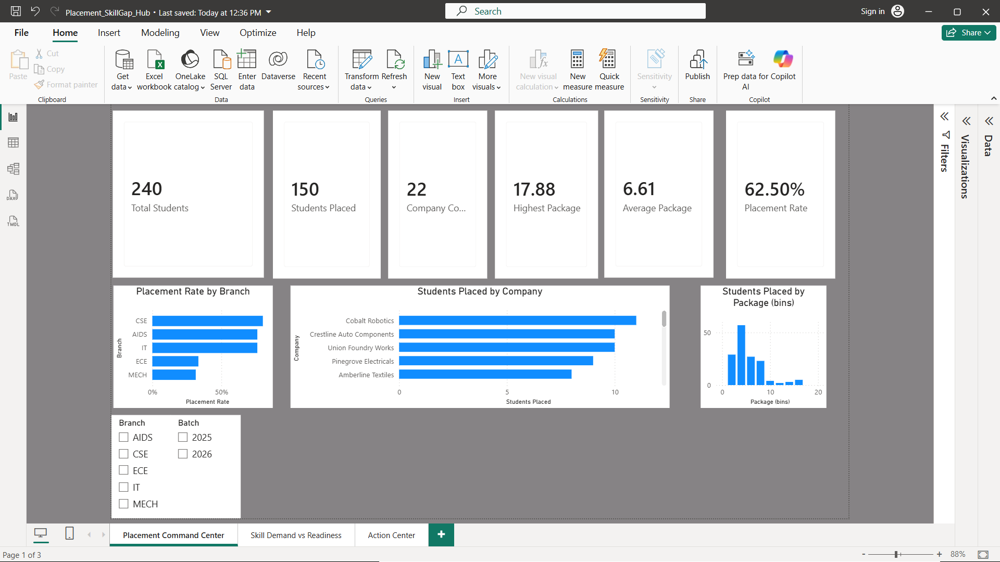 Placement_SkillGap_Hub • Last saved: Today at 12:36 PM
Search
Sign in
File Home Insert Modeling View Optimize Help
Share
Paste
Cut
Copy
Format painter
Clipboard
Get data
Excel workbook
OneLake catalog
SQL Server
Enter data
Dataverse
Recent sources
Data
Transform data
Refresh
Queries
New visual
Text box
More visuals
Insert
New visual calculation
New measure
Quick measure
Calculations
Sensitivity
Sensitivity
Publish
Share
Prep data for AI
Copilot
Copilot
DAX
TMDL
240
Total Students
150
Students Placed
22
Company Co...
17.88
Highest Package
6.61
Average Package
62.50%
Placement Rate
Filters
Visualizations
Data
Placement Rate by Branch
Branch
CSE
AIDS
IT
ECE
MECH
0% 50%
Placement Rate
Students Placed by Company
Company
Cobalt Robotics
Crestline Auto Components
Union Foundry Works
Pinegrove Electricals
Amberline Textiles
0 5 10
Students Placed
Students Placed by
Package (bins)
50
0
0 10 20
Package (bins)
Branch
AIDS
CSE
ECE
IT
MECH
Batch
2025
2026
Placement Command Center
Skill Demand vs Readiness
Action Center
+
Page 1 of 3
- + 88%